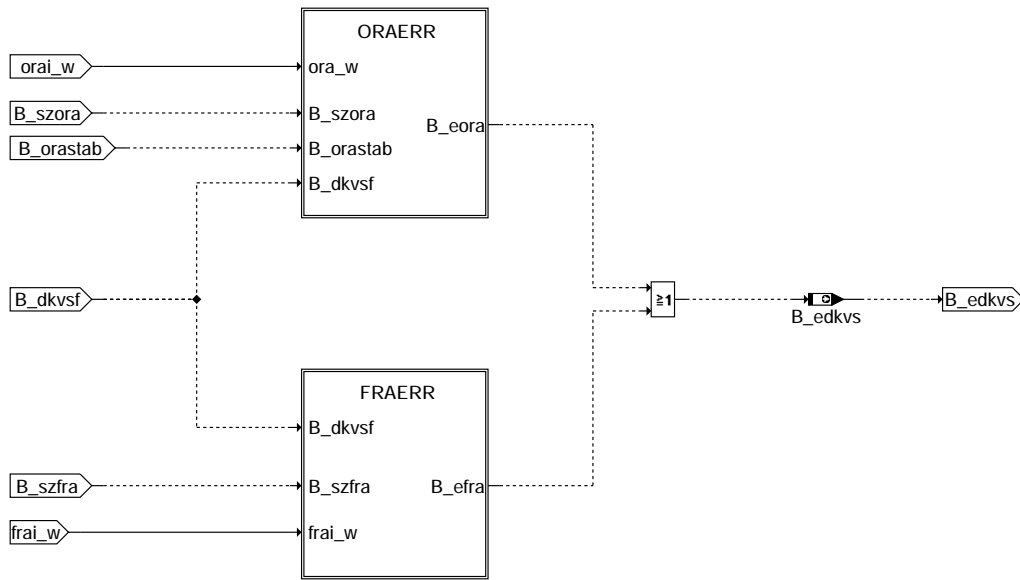 ORAERR
orai_w
ora_w
B_szora
B_szora
B_eora
B_orastab
B_orastab
B_dkvsf
B_dkvsf
≧1
B_edkvs
B_edkvs
FRAERR
B_dkvsf
B_szfra
B_szfra
B_efra
frai_w
frai_w